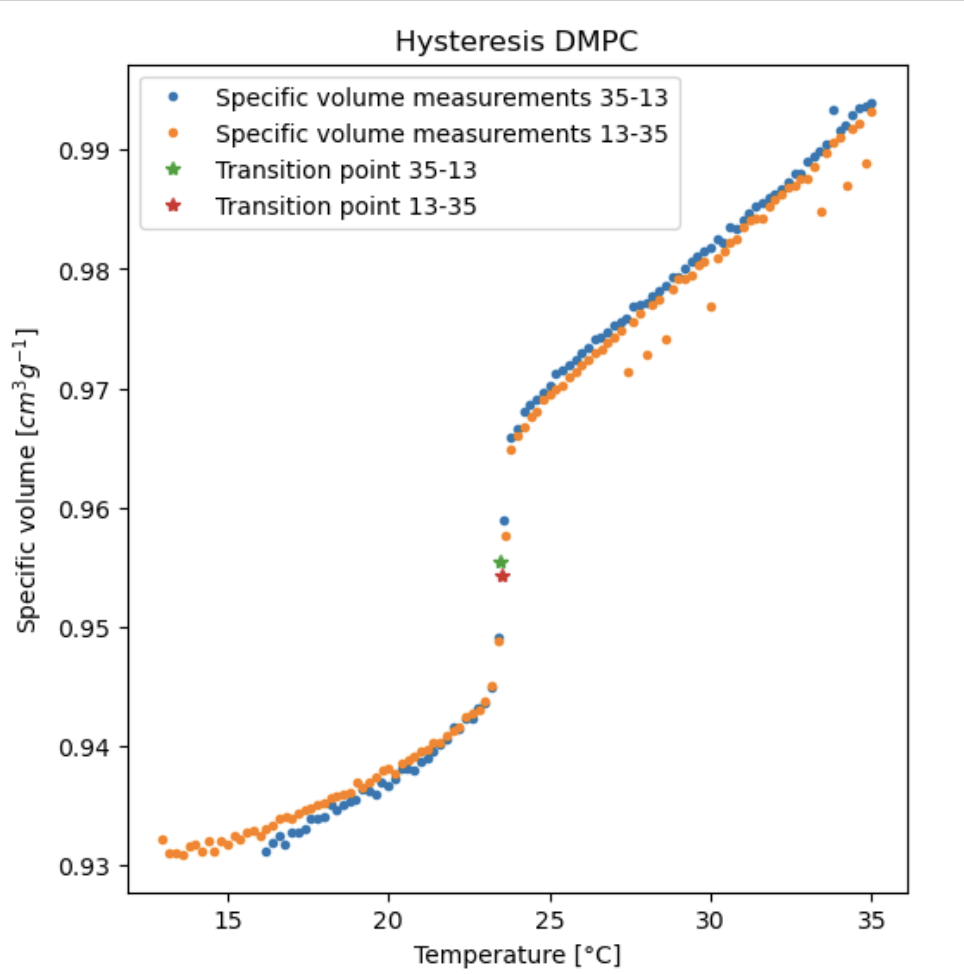 Hysteresis DMPC
Specific volume measurements 35-13
Specific volume measurements 13-35
Transition point 35-13
Transition point 13-35
0.99
0.98
0.97
0.96
0.95
0.94
0.93
Specific volume [cm³g⁻¹]
15 20 25 30 35
Temperature [°C]